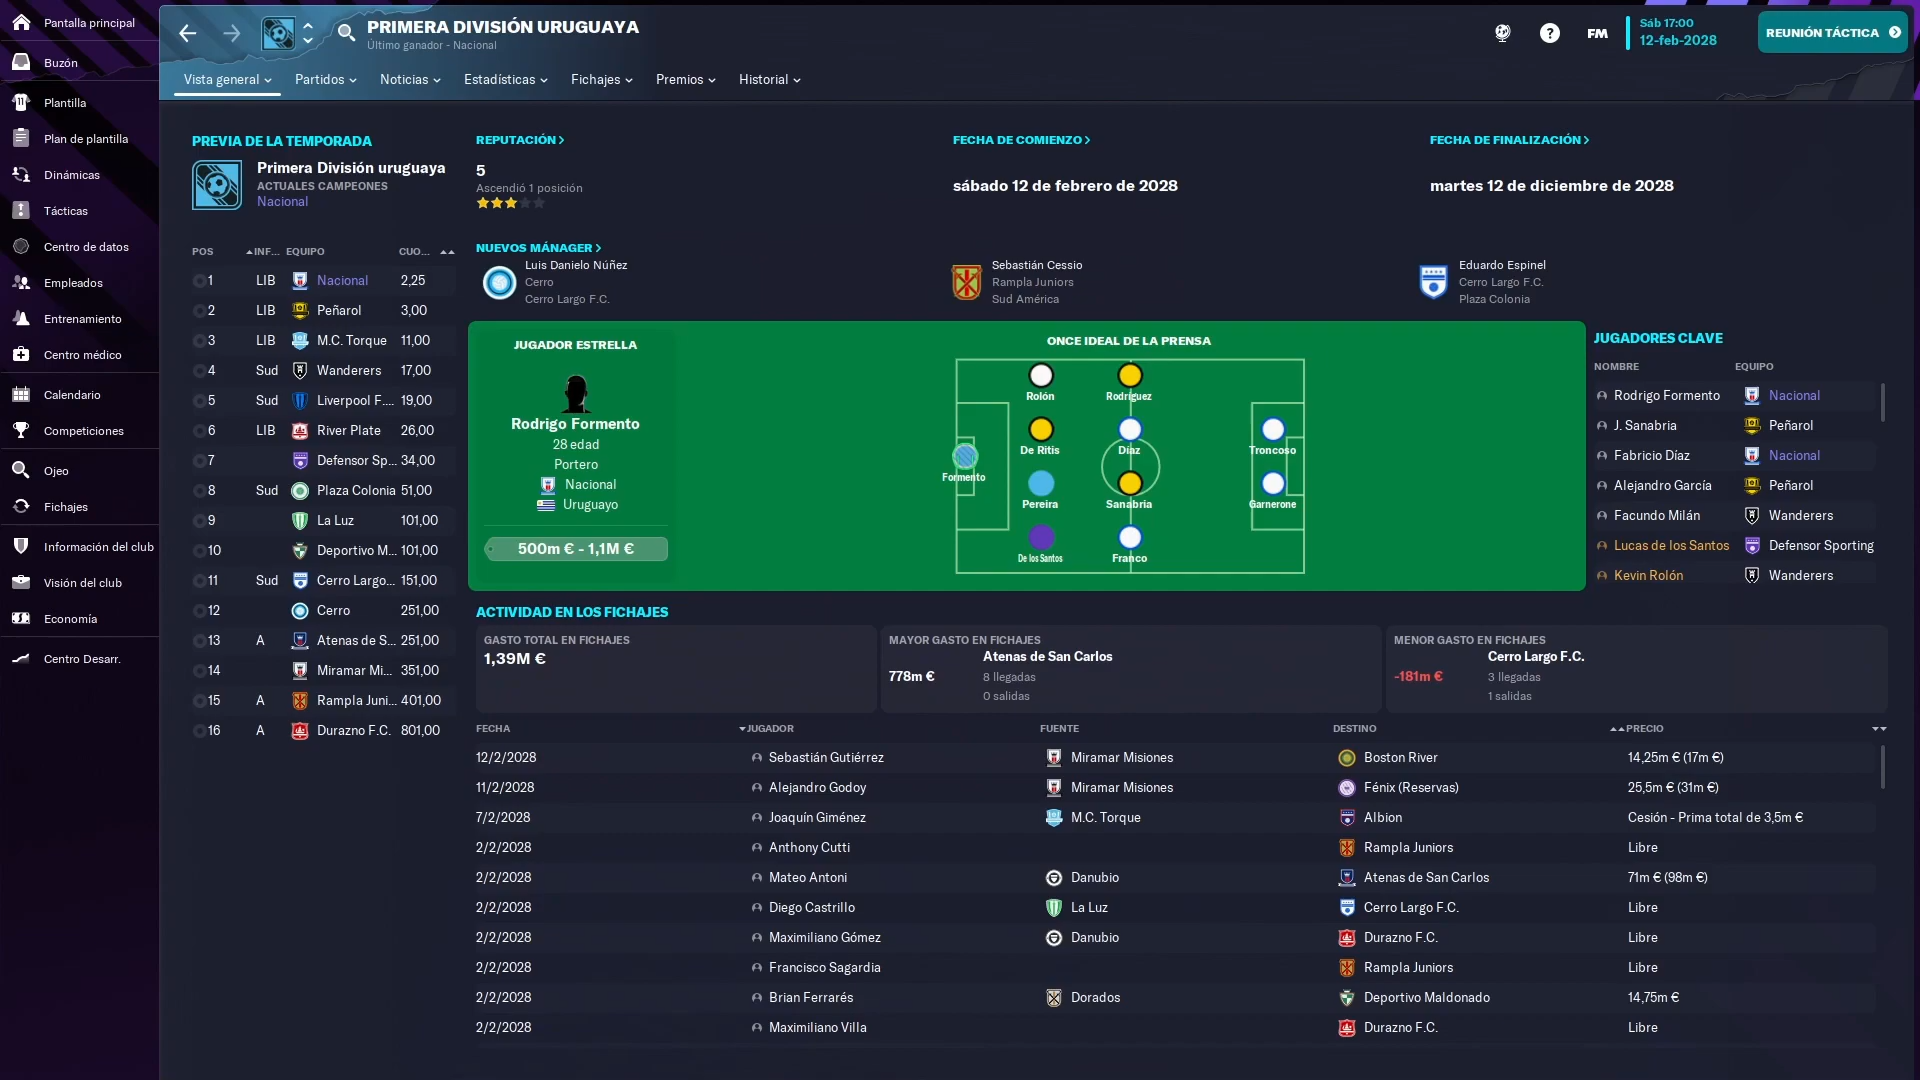 Pantalla principal
Buzón
Plantilla
Plan de plantilla
Dinámicas
Tácticas
Centro de datos
Empleados
Entrenamiento
Centro médico
Calendario
Competiciones
Ojeo
Fichajes
Información del club
Visión del club
Economía
Centro Desarr.
PRIMERA DIVISIÓN URUGUAYA
Último ganador - Nacional
FM
Sáb 17:00
12-feb-2028
REUNIÓN TÁCTICA
Vista general
Partidos
Noticias
Estadísticas
Fichajes
Premios
Historial
PREVIA DE LA TEMPORADA
Primera División uruguaya
ACTUALES CAMPEONES
Nacional
REPUTACIÓN
5
Ascendió 1 posición
FECHA DE COMIENZO
sábado 12 de febrero de 2028
FECHA DE FINALIZACIÓN
martes 12 de diciembre de 2028
NUEVOS MÁNAGER
Luis Danielo Núñez
Cerro
Cerro Largo F.C.
Sebastián Cessio
Rampla Juniors
Sud América
Eduardo Espinel
Cerro Largo F.C.
Plaza Colonia
POS INF... EQUIPO CUO...
1 LIB Nacional 2,25
2 LIB Peñarol 3,00
3 LIB M.C. Torque 11,00
4 Sud Wanderers 17,00
5 Sud Liverpool F.... 19,00
6 LIB River Plate 26,00
7 Defensor Sp... 34,00
8 Sud Plaza Colonia 51,00
9 La Luz 101,00
10 Deportivo M... 101,00
11 Sud Cerro Largo... 151,00
12 Cerro 251,00
13 A Atenas de S... 251,00
14 Miramar Mi... 351,00
15 A Rampla Juni... 401,00
16 A Durazno F.C. 801,00
JUGADOR ESTRELLA
Rodrigo Formento
28 edad
Portero
Nacional
Uruguayo
500m € - 1,1M €
ONCE IDEAL DE LA PRENSA
Rolón
Rodríguez
De Ritis
Díaz
Troncoso
Formento
Pereira
Sanabria
Garnerone
De los Santos
Franco
JUGADORES CLAVE
NOMBRE EQUIPO
Rodrigo Formento Nacional
J. Sanabria Peñarol
Fabricio Díaz Nacional
Alejandro García Peñarol
Facundo Milán Wanderers
Lucas de los Santos Defensor Sporting
Kevin Rolón Wanderers
ACTIVIDAD EN LOS FICHAJES
GASTO TOTAL EN FICHAJES
1,39M €
MAYOR GASTO EN FICHAJES
Atenas de San Carlos
778m €
8 llegadas
0 salidas
MENOR GASTO EN FICHAJES
Cerro Largo F.C.
-181m €
3 llegadas
1 salidas
FECHA JUGADOR FUENTE DESTINO PRECIO
12/2/2028 Sebastián Gutiérrez Miramar Misiones Boston River 14,25m € (17m €)
11/2/2028 Alejandro Godoy Miramar Misiones Fénix (Reservas) 25,5m € (31m €)
7/2/2028 Joaquín Giménez M.C. Torque Albion Cesión - Prima total de 3,5m €
2/2/2028 Anthony Cutti Rampla Juniors Libre
2/2/2028 Mateo Antoni Danubio Atenas de San Carlos 71m € (98m €)
2/2/2028 Diego Castrillo La Luz Cerro Largo F.C. Libre
2/2/2028 Maximiliano Gómez Danubio Durazno F.C. Libre
2/2/2028 Francisco Sagardia Rampla Juniors Libre
2/2/2028 Brian Ferrarés Dorados Deportivo Maldonado 14,75m €
2/2/2028 Maximiliano Villa Durazno F.C. Libre